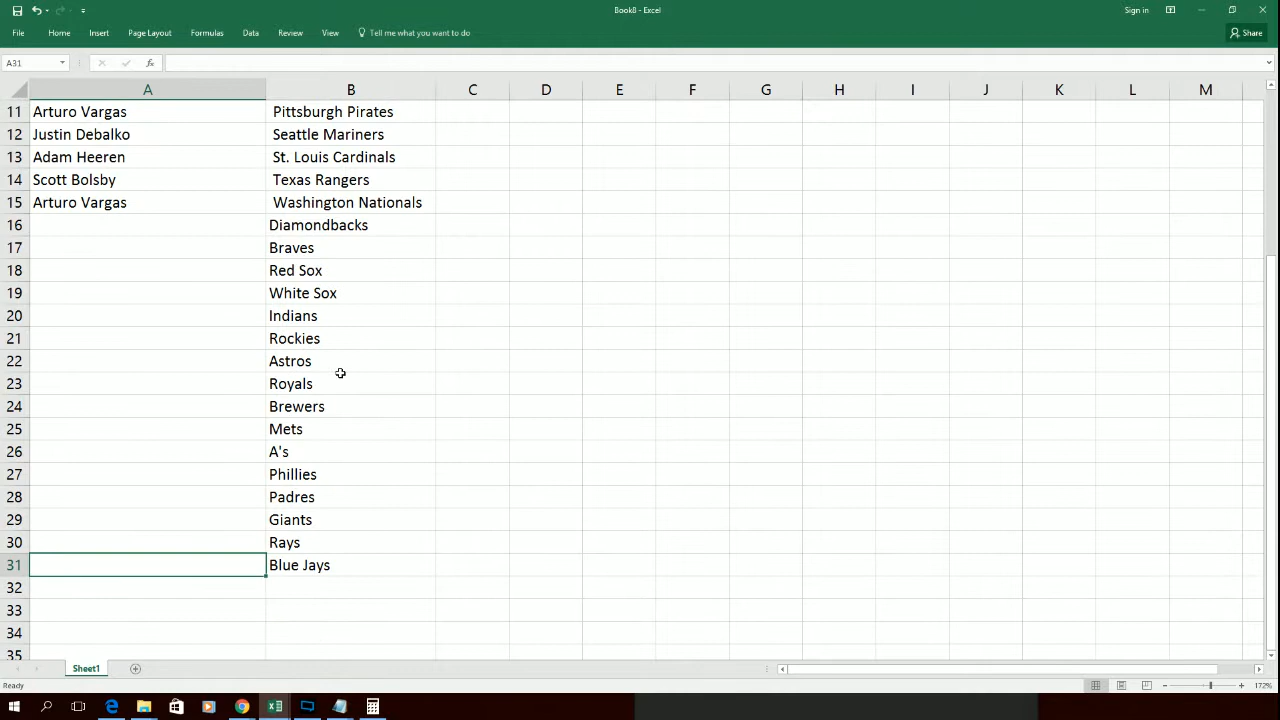 Book8 - Excel
Sign in
File Home Insert Page Layout Formulas Data Review View Tell me what you want to do
Share
A31
A B C D E F G H I J K L M
11 Arturo Vargas Pittsburgh Pirates
12 Justin Debalko Seattle Mariners
13 Adam Heeren St. Louis Cardinals
14 Scott Bolsby Texas Rangers
15 Arturo Vargas Washington Nationals
16 Diamondbacks
17 Braves
18 Red Sox
19 White Sox
20 Indians
21 Rockies
22 Astros
23 Royals
24 Brewers
25 Mets
26 A's
27 Phillies
28 Padres
29 Giants
30 Rays
31 Blue Jays
32
33
34
35
Sheet1
Ready
172%